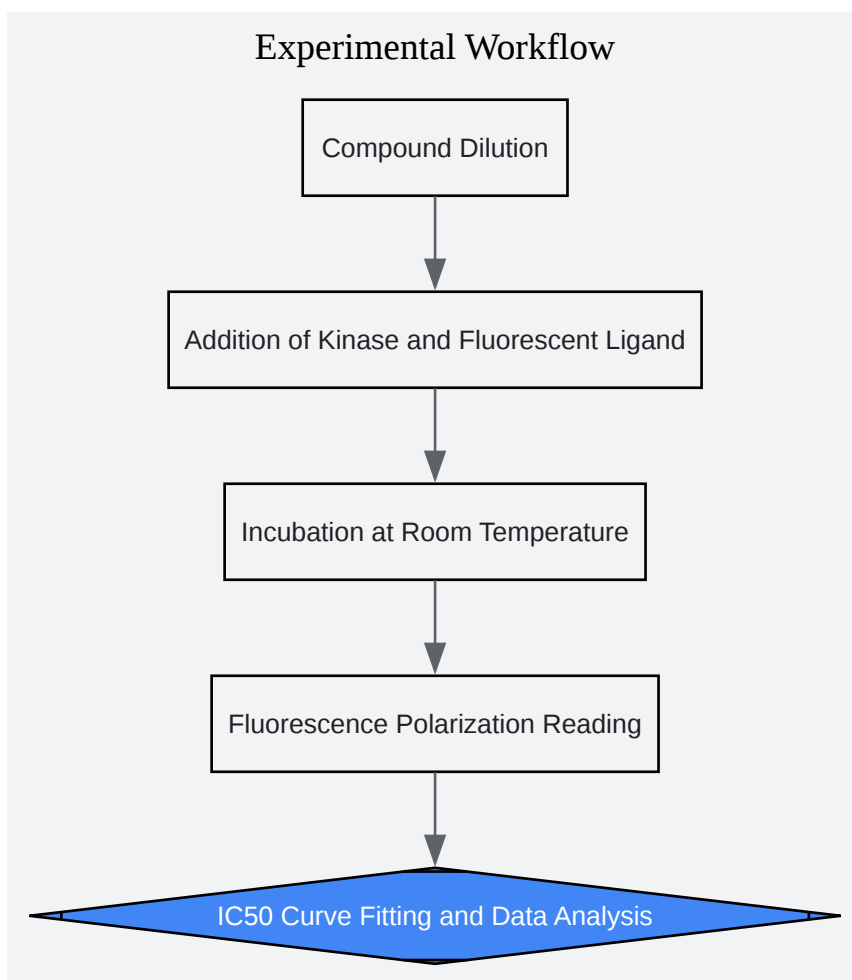 Experimental Workflow
Compound Dilution
Addition of Kinase and Fluorescent Ligand
Incubation at Room Temperature
Fluorescence Polarization Reading
IC50 Curve Fitting and Data Analysis